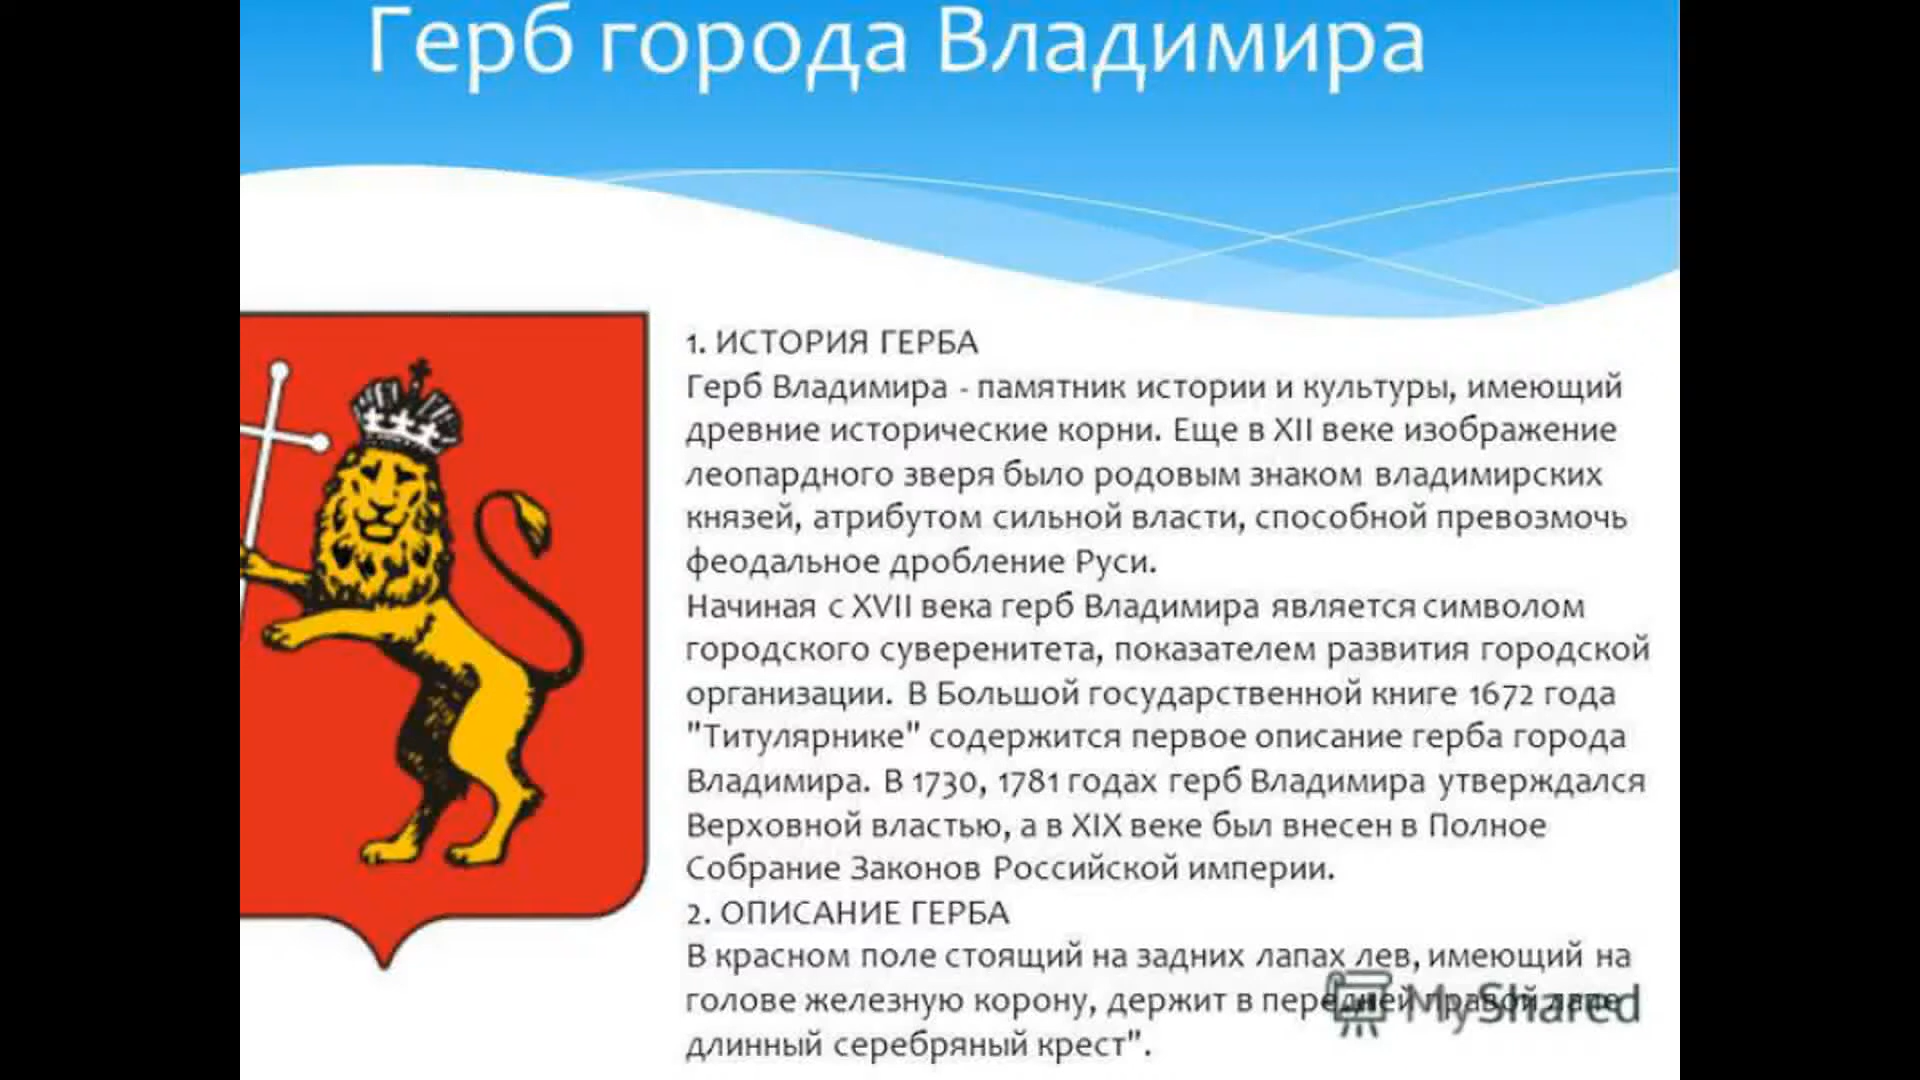 Герб города Владимира
1. ИСТОРИЯ ГЕРБА
Герб Владимира - памятник истории и культуры, имеющий
древние исторические корни. Еще в XII веке изображение
леопардного зверя было родовым знаком владимирских
князей, атрибутом сильной власти, способной превозмочь
феодальное дробление Руси.
Начиная с XVII века герб Владимира является символом
городского суверенитета, показателем развития городской
организации. В Большой государственной книге 1672 года
"Титулярнике" содержится первое описание герба города
Владимира. В 1730, 1781 годах герб Владимира утверждался
Верховной властью, а в XIX веке был внесен в Полное
Собрание Законов Российской империи.
2. ОПИСАНИЕ ГЕРБА
В красном поле стоящий на задних лапах лев, имеющий на
голове железную корону, держит в передней правой лапе
длинный серебряный крест".
MyShared